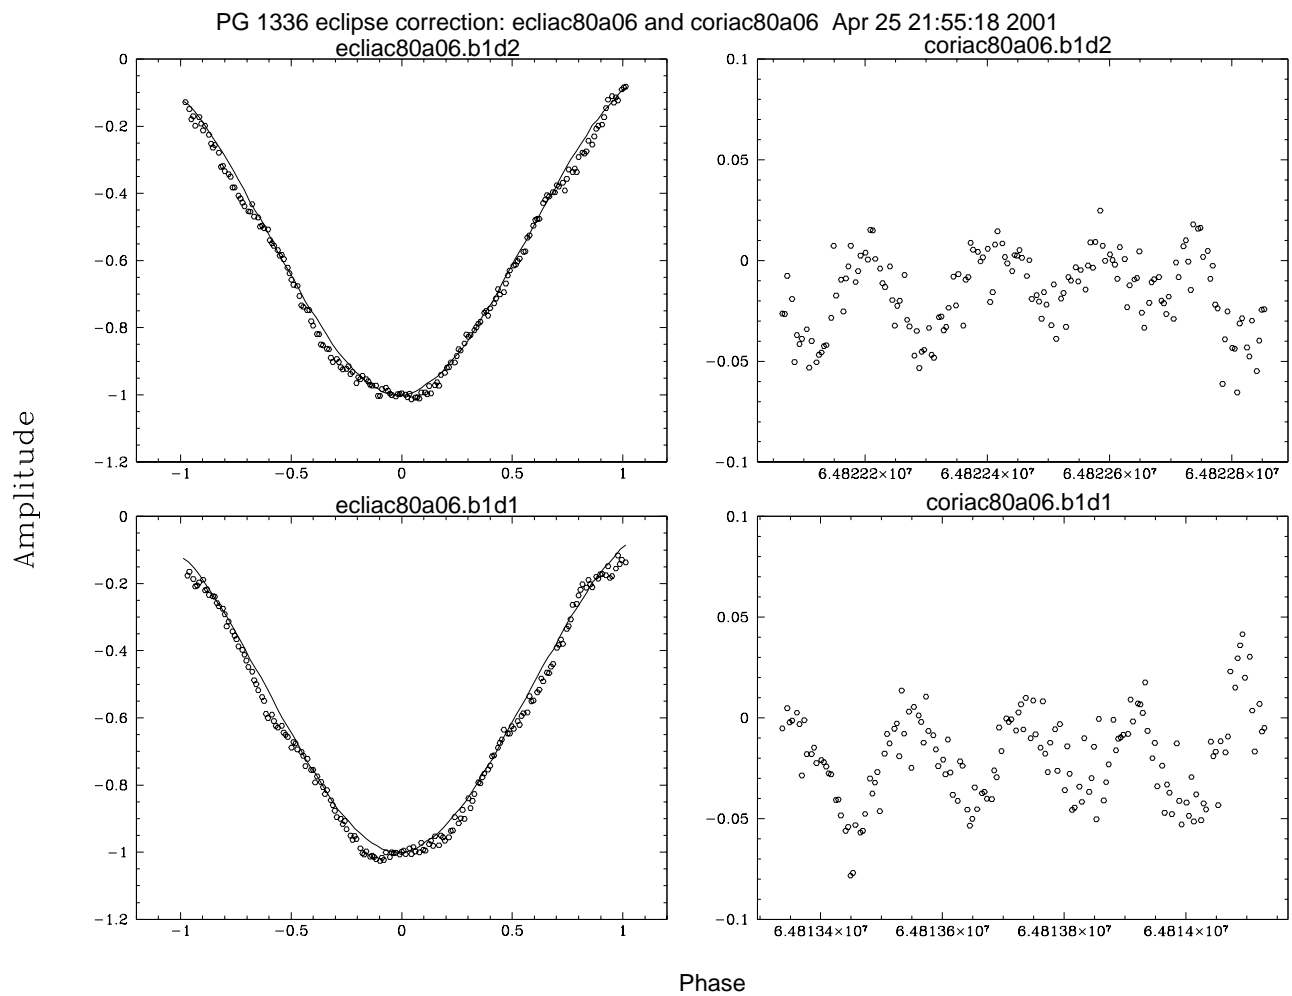 PG 1336 eclipse correction: ecliac80a06 and coriac80a06 Apr 25 21:55:18 2001
ecliac80a06.b1d2
0
−0.2
−0.4
−0.6
−0.8
−1
−1.2
−1 −0.5 0 0.5 1
coriac80a06.b1d2
0.1
0.05
0
−0.05
−0.1
6.48222×10⁷ 6.48224×10⁷ 6.48226×10⁷ 6.48228×10⁷
Amplitude
ecliac80a06.b1d1
0
−0.2
−0.4
−0.6
−0.8
−1
−1.2
−1 −0.5 0 0.5 1
coriac80a06.b1d1
0.1
0.05
0
−0.05
−0.1
6.48134×10⁷ 6.48136×10⁷ 6.48138×10⁷ 6.4814×10⁷
Phase